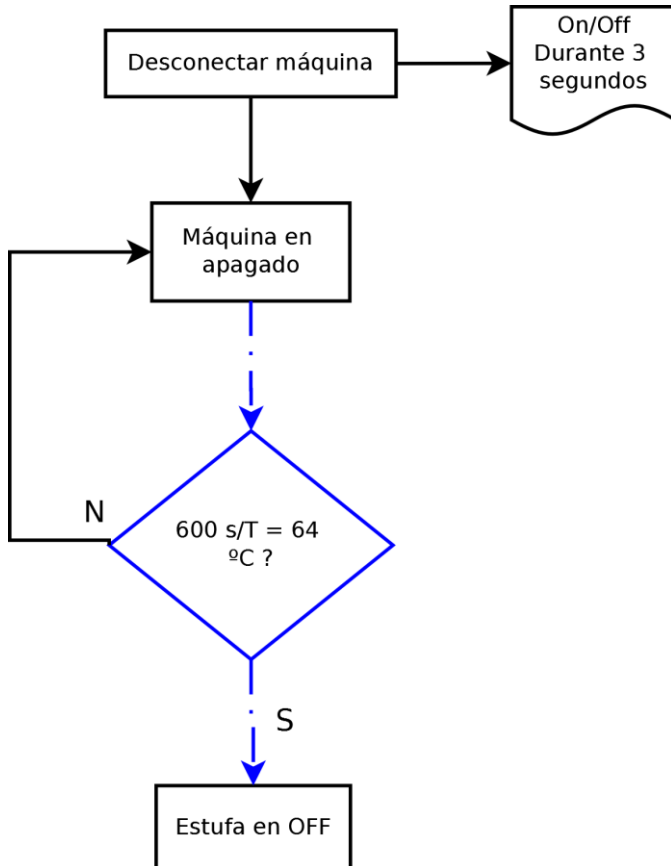 Desconectar máquina
On/Off
Durante 3
segundos
Máquina en
apagado
N
600 s/T = 64
ºC ?
S
Estufa en OFF